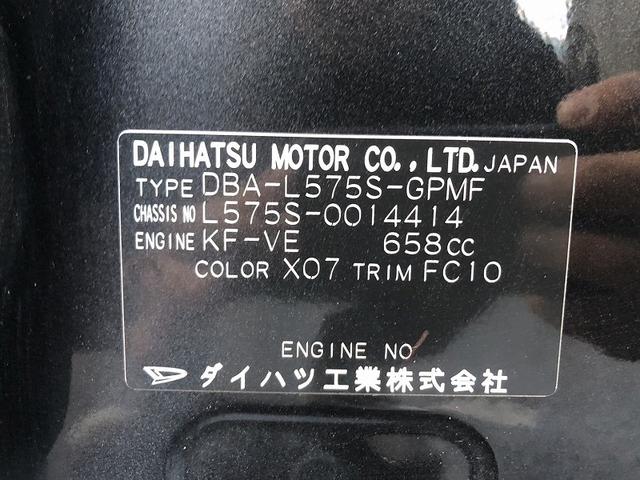 DAIHATSU MOTOR CO., LTD. JAPAN
TYPE DBA-L575S-GPMF
CHASSIS NO L575S-0014414
ENGINE KF-VE 658cc
COLOR X07 TRIM FC10
ENGINE NO
ダイハツ工業株式会社